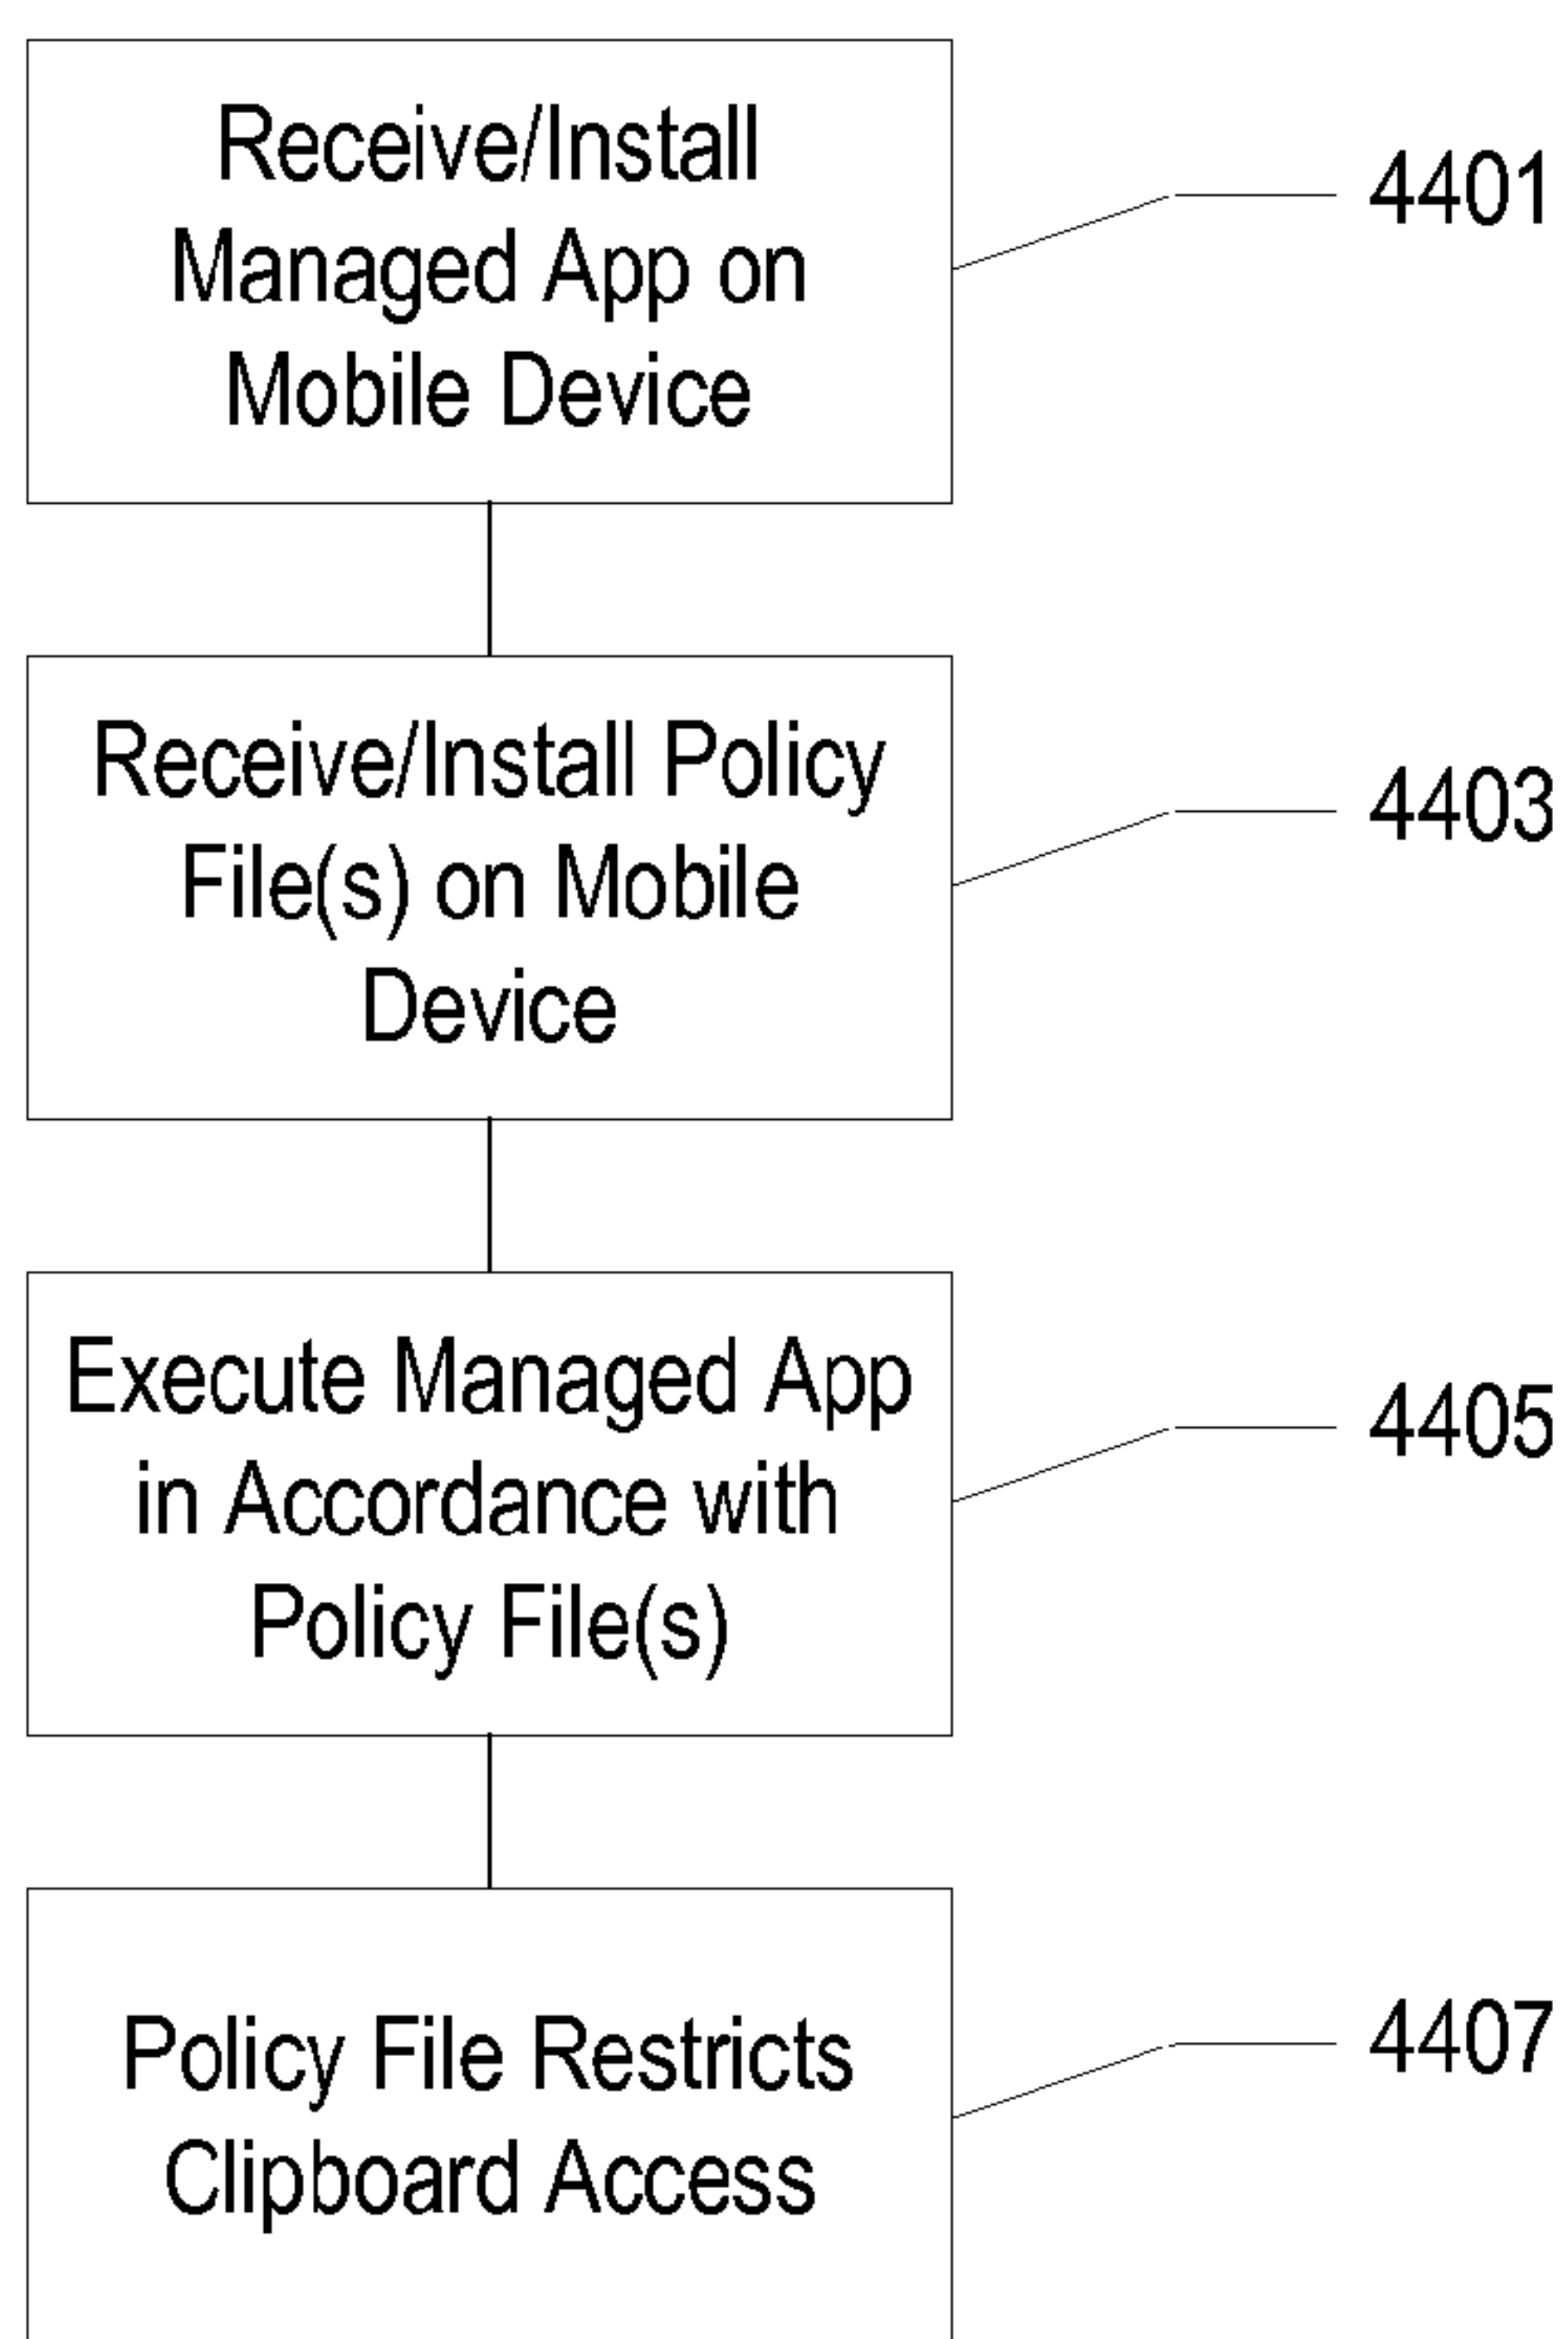 Receive/Install
Managed App on
Mobile Device
4401
Receive/Install Policy
File(s) on Mobile
Device
4403
Execute Managed App
in Accordance with
Policy File(s)
4405
Policy File Restricts
Clipboard Access
4407